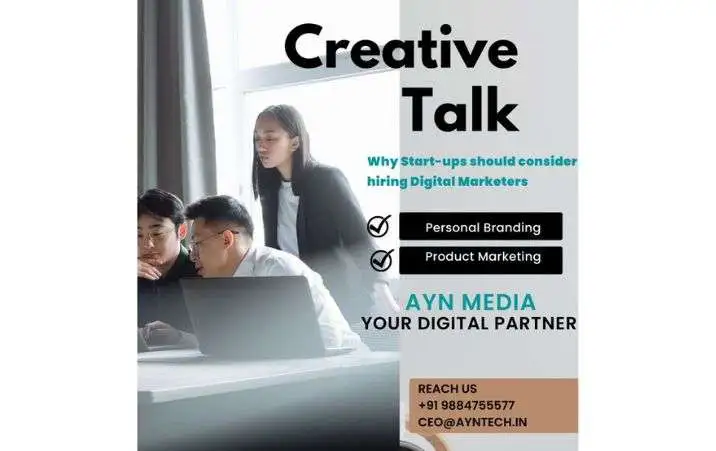 Creative
Talk
Why Start-ups should consider
hiring Digital Marketers
Personal Branding
Product Marketing
AYN MEDIA
YOUR DIGITAL PARTNER
REACH US
+91 9884755577
CEO@AYNTECH.IN